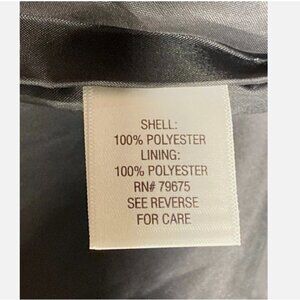 SHELL:
100% POLYESTER
LINING:
100% POLYESTER
RN# 79675
SEE REVERSE
FOR CARE